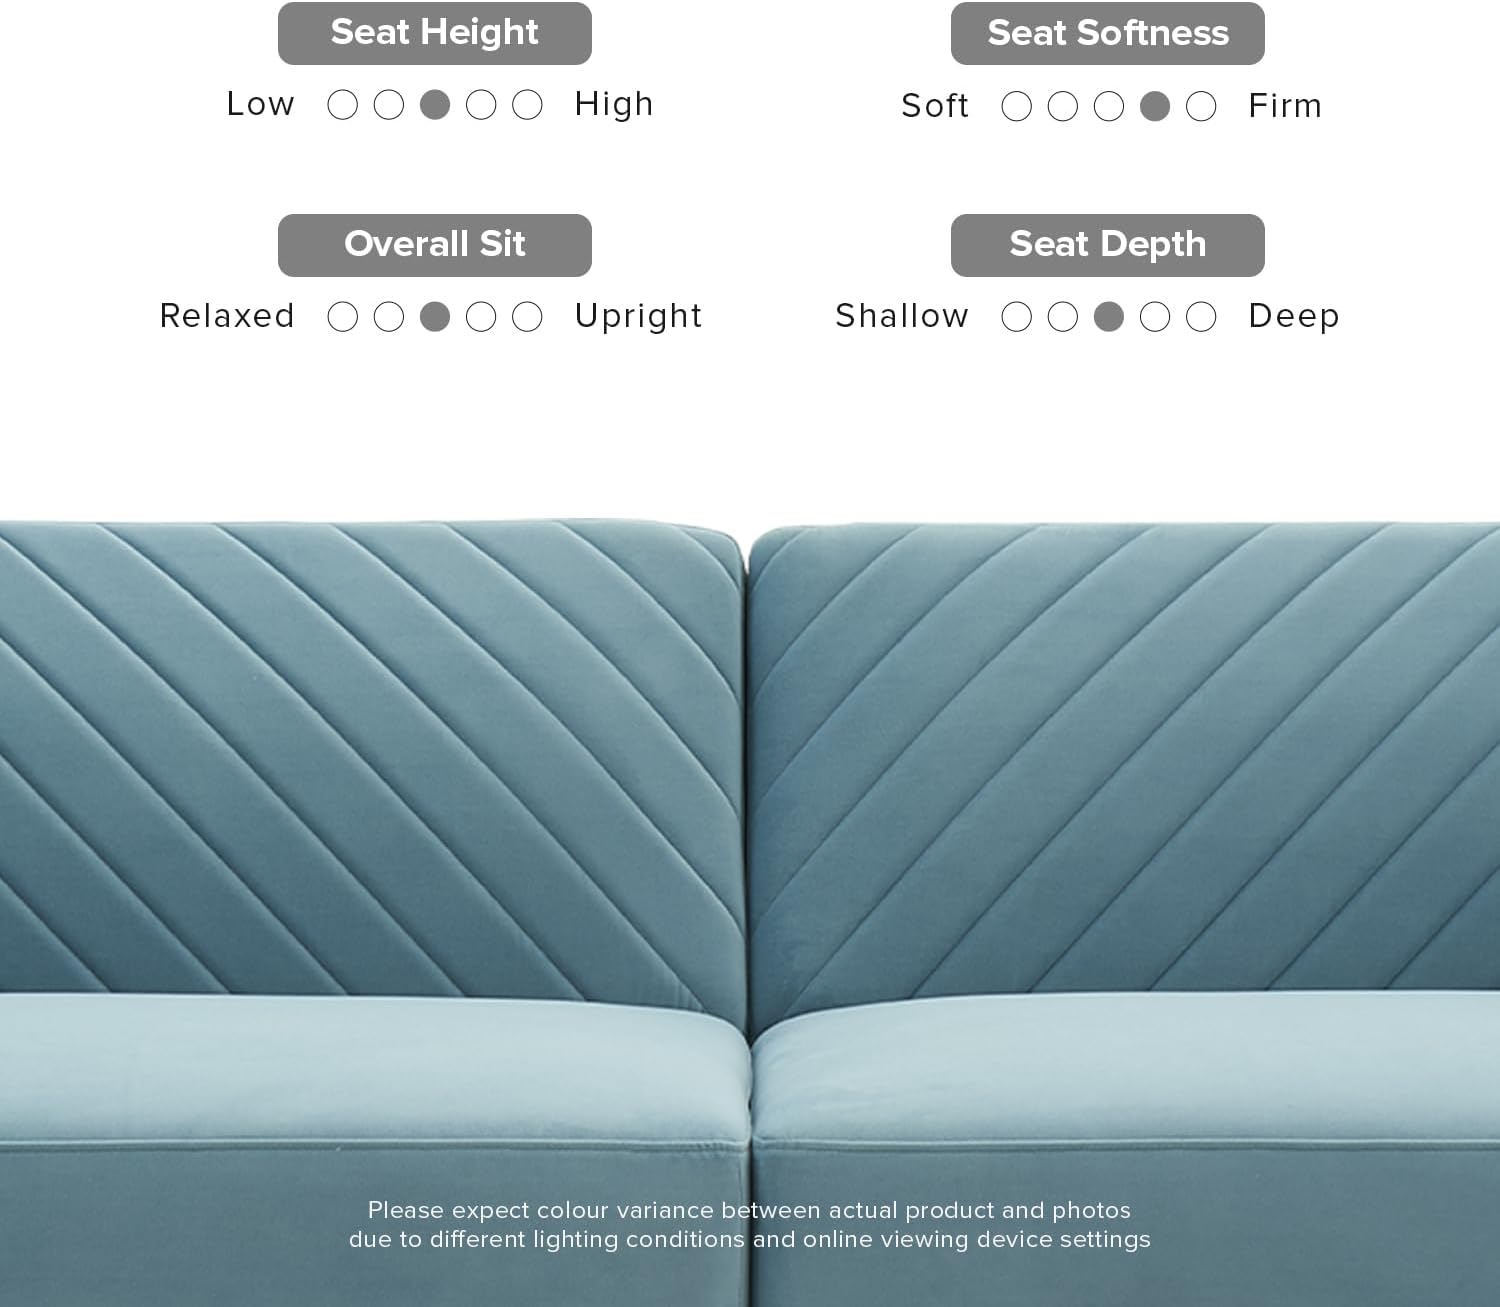 Seat Height
Low High
Seat Softness
Soft Firm
Overall Sit
Relaxed Upright
Seat Depth
Shallow Deep
Please expect colour variance between actual product and photos
due to different lighting conditions and online viewing device settings